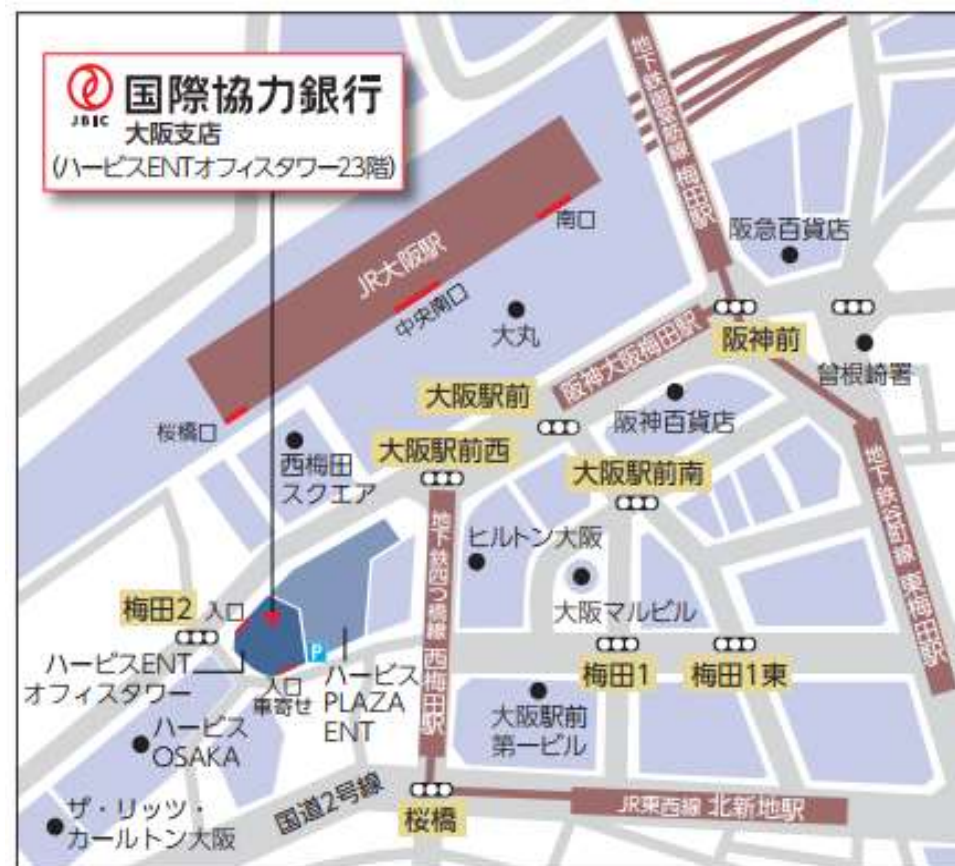 JBIC
国際協力銀行
大阪支店
(ハービスENTオフィスタワー23階)
地下鉄御堂筋線 梅田駅
阪急百貨店
南口
JR大阪駅
中央南口
大丸
阪神大阪梅田駅
阪神前
曽根崎署
大阪駅前
阪神百貨店
桜橋口
西梅田
スクエア
大阪駅前西
大阪駅前南
地下鉄谷町線 東梅田駅
地下鉄四つ橋線 西梅田駅
ヒルトン大阪
大阪マルビル
梅田2
入口
P
梅田1
梅田1東
ハービスENT
オフィスタワー
入口
車寄せ
ハービス
PLAZA
ENT
大阪駅前
第一ビル
ハービス
OSAKA
国道2号線
桜橋
JR東西線 北新地駅
ザ・リッツ・
カールトン大阪